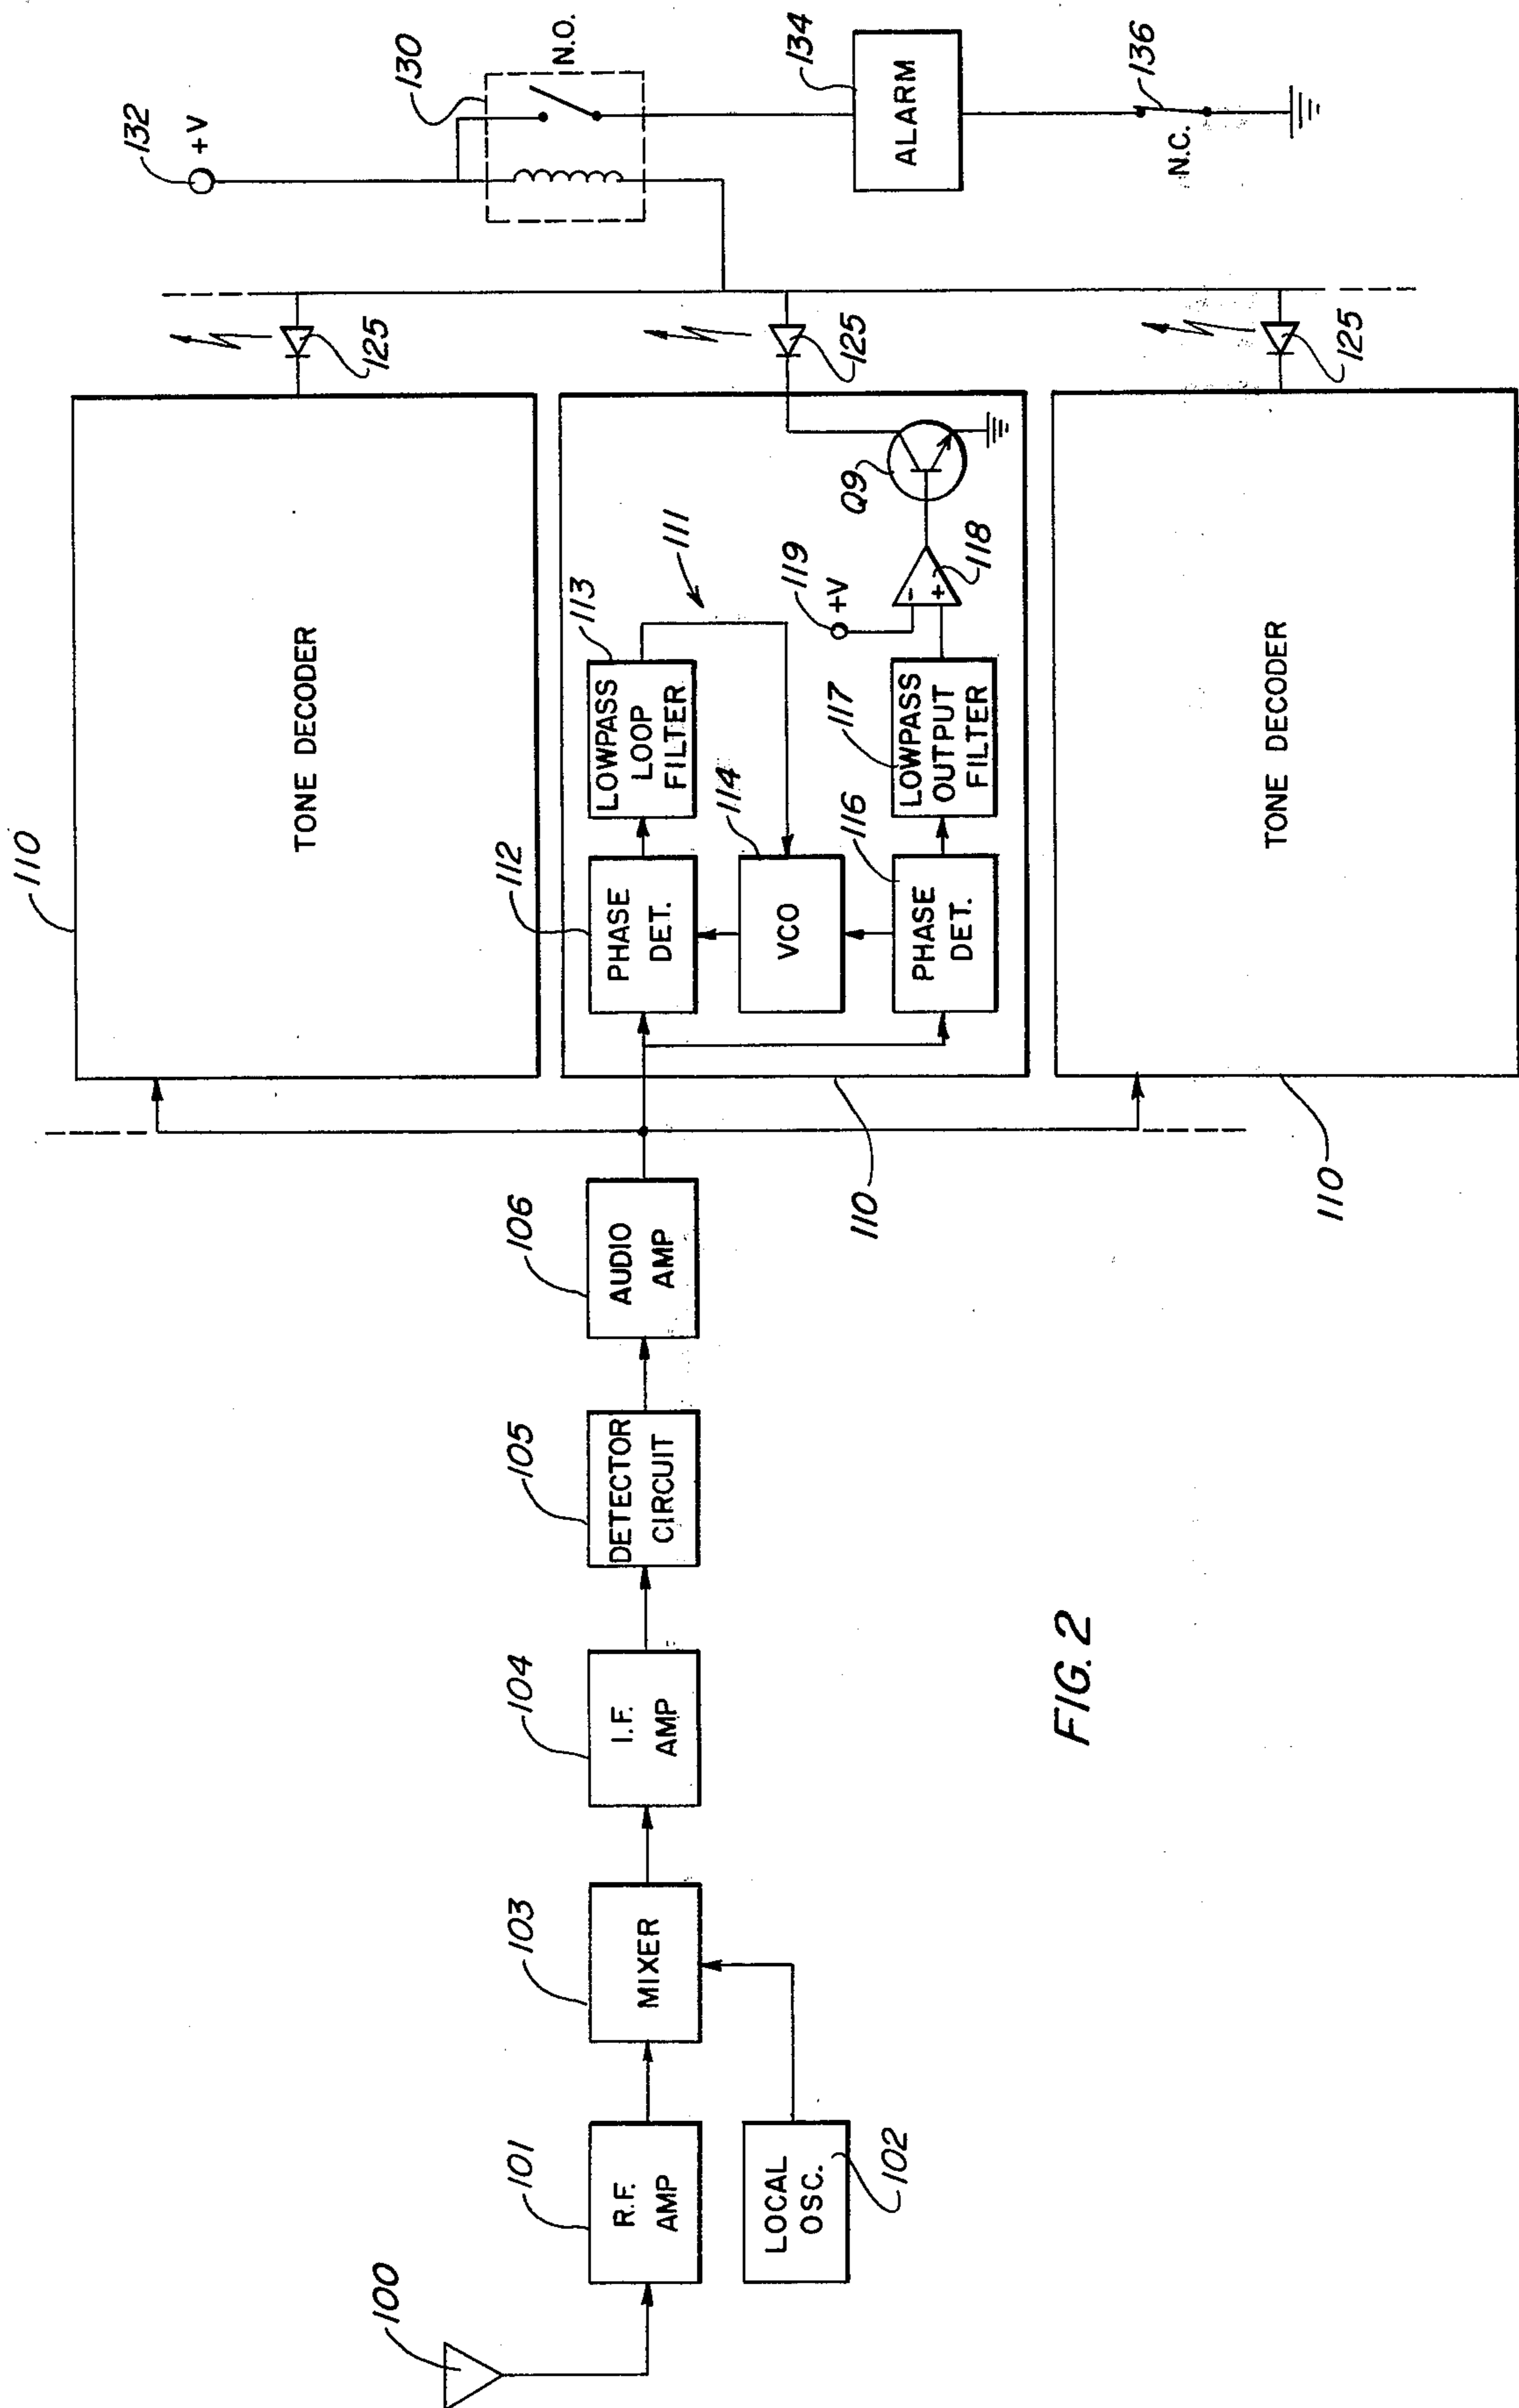 132
+V
130
N.O.
134
ALARM
136
N.C.
110
TONE DECODER
125
112
PHASE
DET.
113
LOWPASS
LOOP
FILTER
111
114
VCO
116
PHASE
DET.
117
LOWPASS
OUTPUT
FILTER
119
+V
-
+
118
Q9
125
110
TONE DECODER
125
110
100
101
R.F.
AMP
102
LOCAL
OSC.
103
MIXER
104
I.F.
AMP
105
DETECTOR
CIRCUIT
106
AUDIO
AMP
FIG. 2